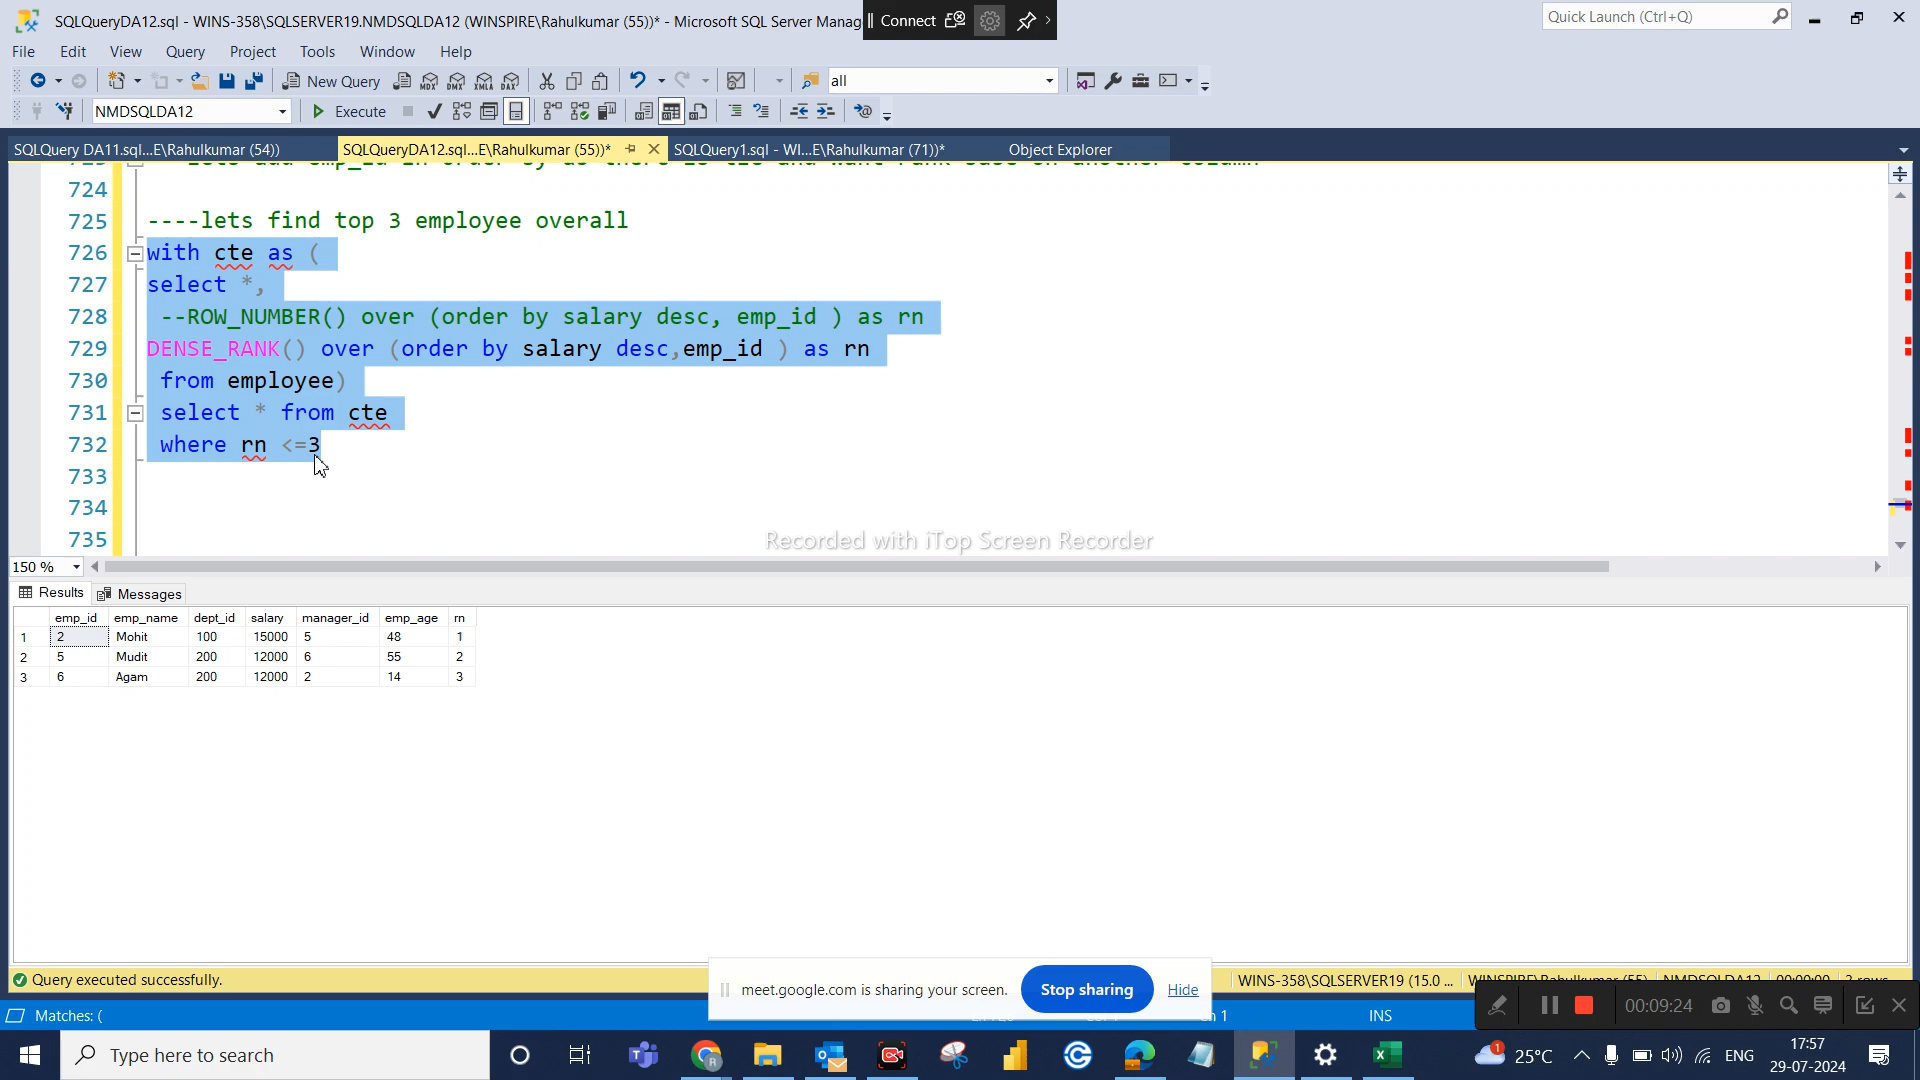 SQLQueryDA12.sql - WINS-358\SQLSERVER19.NMDSQLDA12 (WINSPIRE\Rahulkumar (55))* - Microsoft SQL Server Manag
Connect
Quick Launch (Ctrl+Q)
File Edit View Query Project Tools Window Help
New Query
MDX DMX XMLA DAX
all
NMDSQLDA12
Execute
SQLQuery DA11.sql...E\Rahulkumar (54))
SQLQueryDA12.sql...E\Rahulkumar (55))*
SQLQuery1.sql - WI...E\Rahulkumar (71))*
Object Explorer
724
725 ----lets find top 3 employee overall
726 with cte as (
727 select *,
728 --ROW_NUMBER() over (order by salary desc, emp_id ) as rn
729 DENSE_RANK() over (order by salary desc,emp_id ) as rn
730 from employee)
731 select * from cte
732 where rn <=3
733
734
735
Recorded with iTop Screen Recorder
150 %
Results Messages
emp_id emp_name dept_id salary manager_id emp_age rn
1 2 Mohit 100 15000 5 48 1
2 5 Mudit 200 12000 6 55 2
3 6 Agam 200 12000 2 14 3
Query executed successfully.
WINS-358\SQLSERVER19 (15.0 ...
meet.google.com is sharing your screen.
Stop sharing
Hide
Matches: (
INS
00:09:24
Type here to search
1
25°C
ENG
17:57
29-07-2024